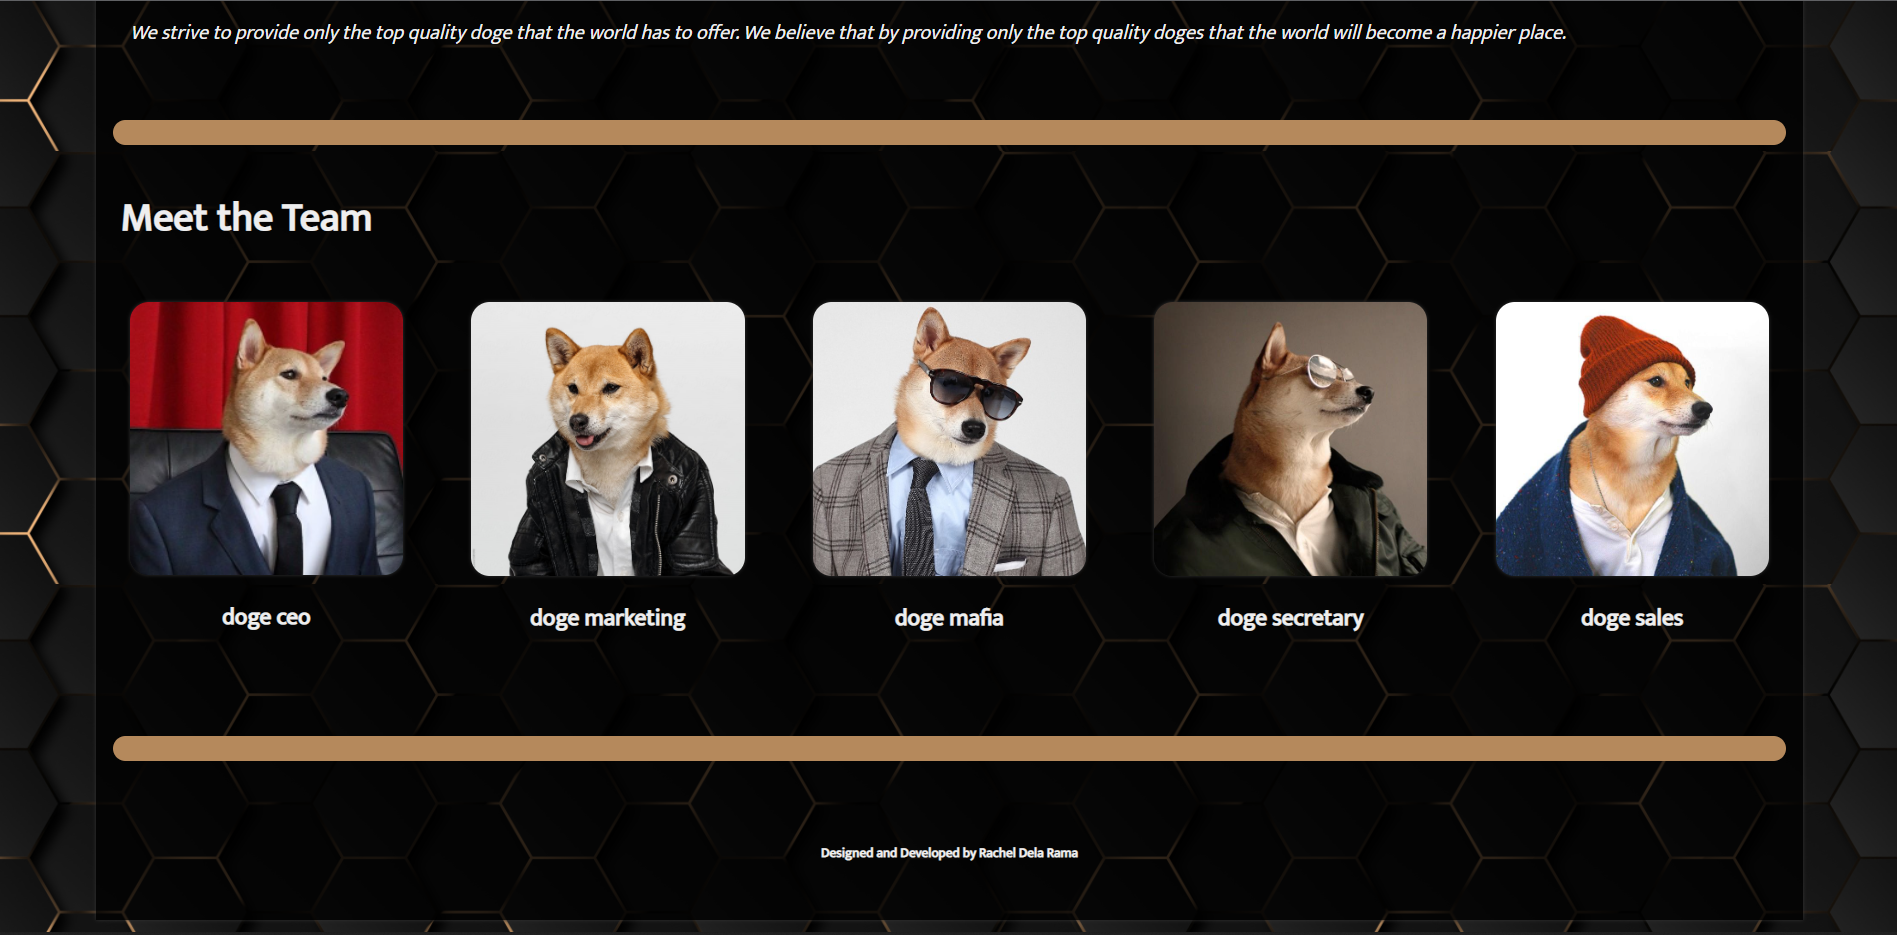 We strive to provide only the top quality doge that the world has to offer. We believe that by providing only the top quality doges that the world will become a happier place.
Meet the Team
doge ceo
doge marketing
doge mafia
doge secretary
doge sales
Designed and Developed by Rachel Dela Rama